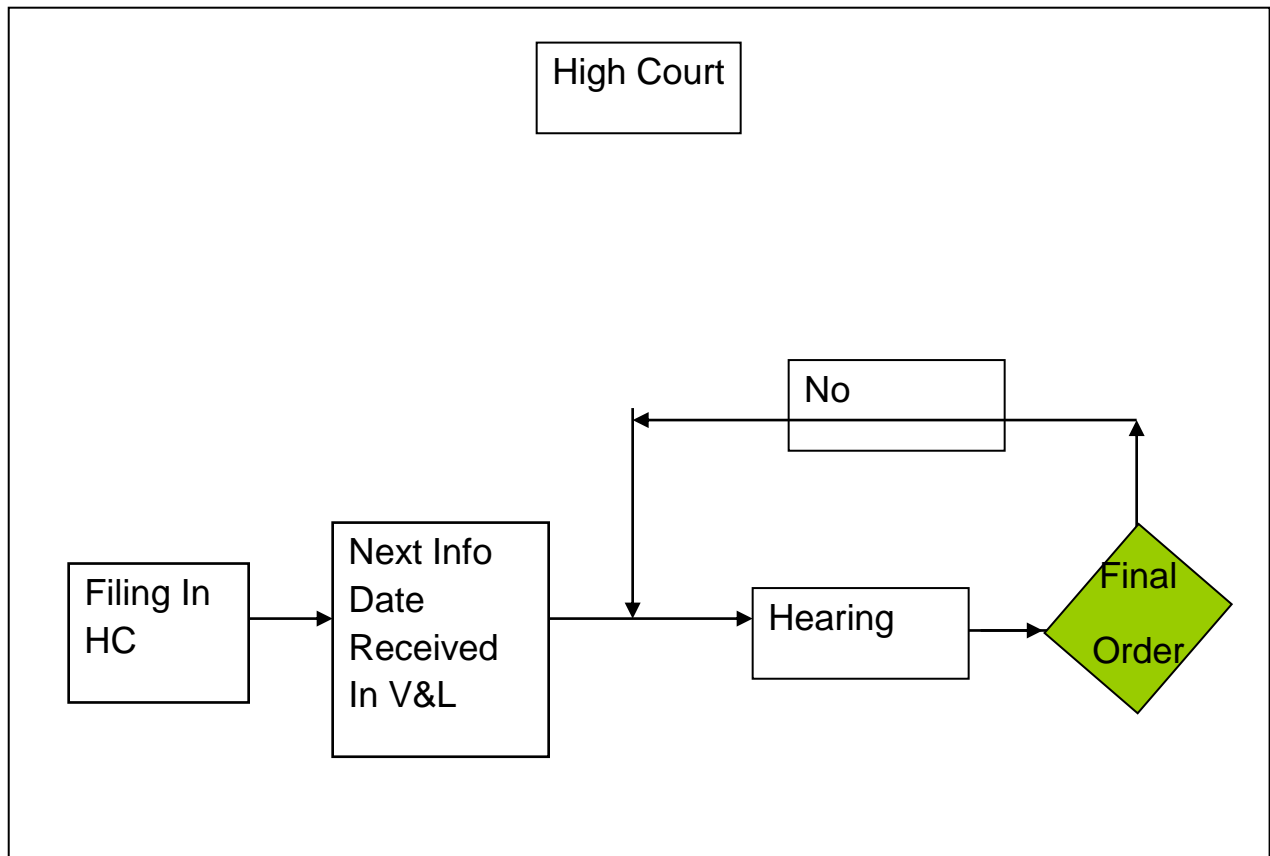 High Court
No
Filing In
HC
Next Info
Date
Received
In V&L
Hearing
Final
Order